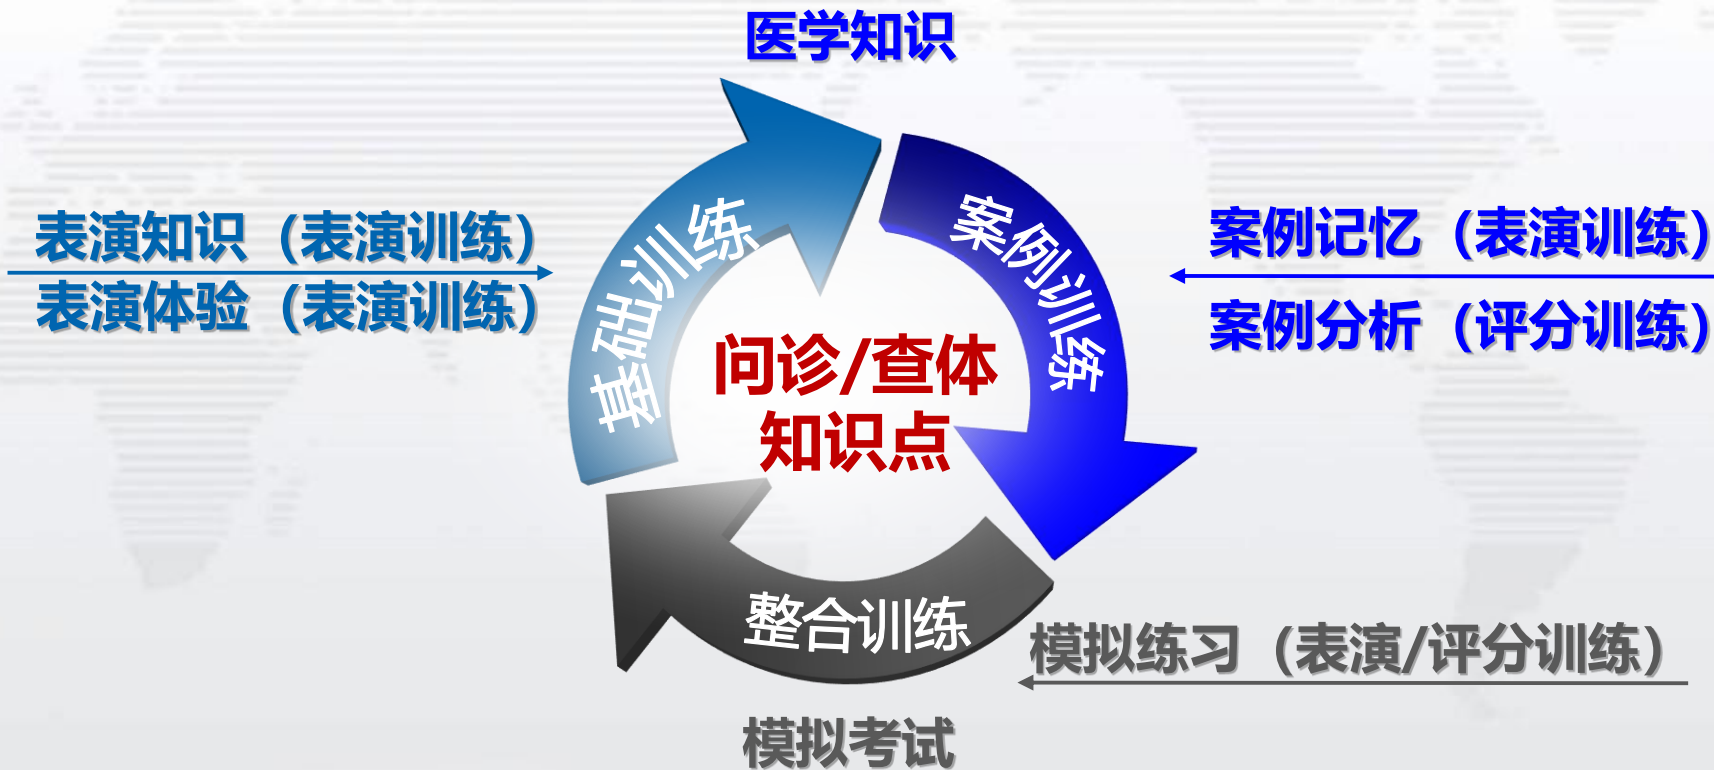 医学知识
表演知识（表演训练）
表演体验（表演训练）
基础训练
案例训练
案例记忆（表演训练）
案例分析（评分训练）
问诊/查体
知识点
整合训练
模拟练习（表演/评分训练）
模拟考试